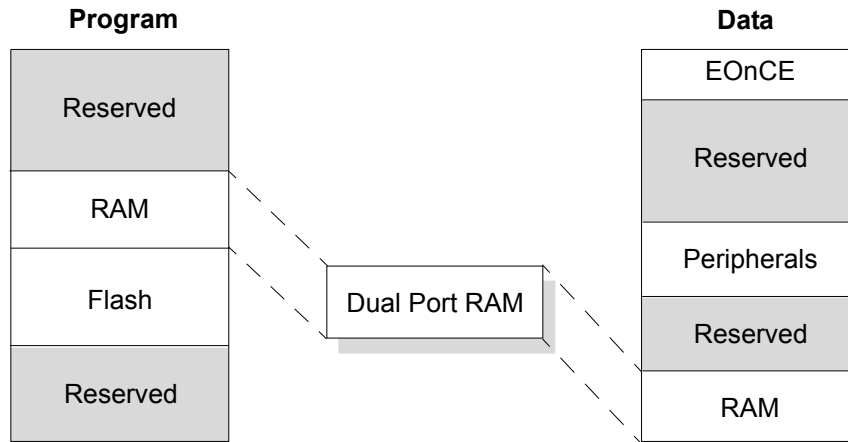 Program
Reserved
RAM
Flash
Reserved
Dual Port RAM
Data
EOnCE
Reserved
Peripherals
Reserved
RAM